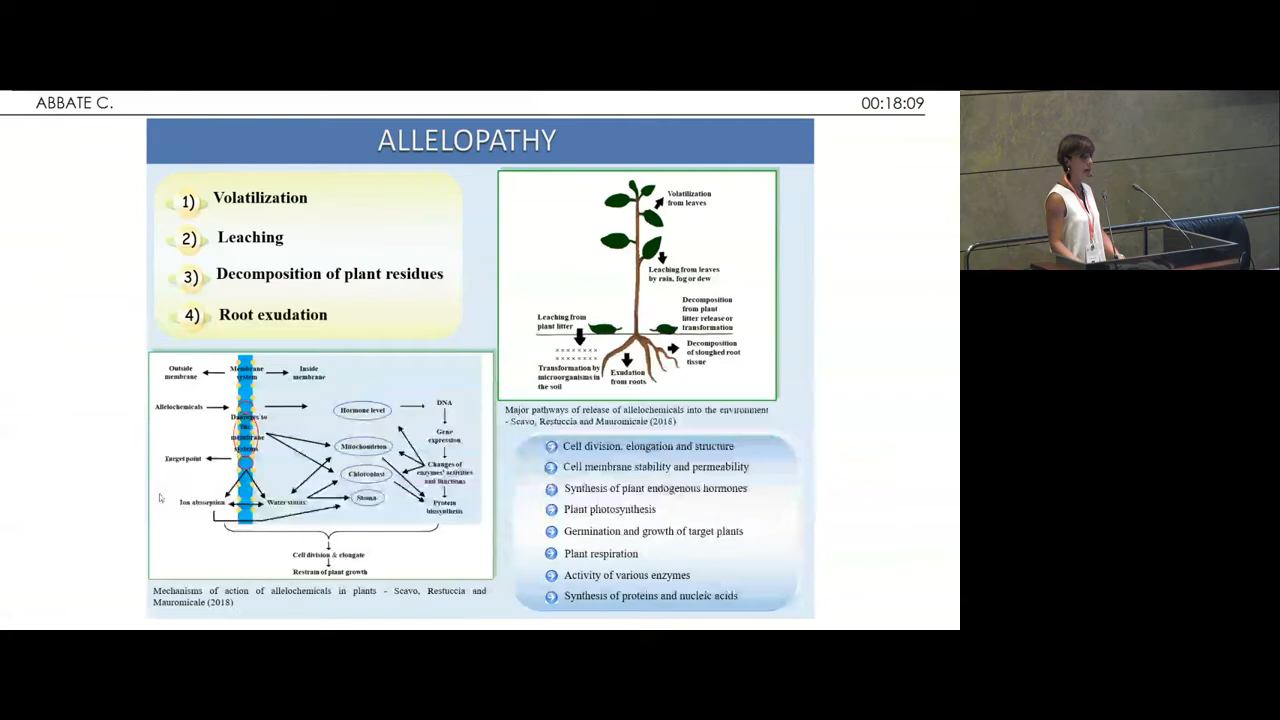 ABBATE C.
00:18:09
ALLELOPATHY
1) Volatilization
2) Leaching
3) Decomposition of plant residues
4) Root exudation
Volatilization
from leaves
Leaching from leaves
by rain, fog or dew
Decomposition
from plant
litter release or
transformation
Leaching from
plant litter
Decomposition
of sloughed root
tissue
Transformation by
microorganisms in
the soil
Exudation
from roots
Major pathways of release of allelochemicals into the environment
- Scavo, Restuccia and Mauromicale (2018)
Outside
membrane
Membrane
system
Inside
membrane
Allelochemicals
Damages to
the
membrane
systems
Target point
Ion absorption
Water status
Hormone level
Mitochondrion
Chloroplast
Stoma
DNA
Gene
expression
Changes of
enzymes' activities
and functions
Protein
biosynthesis
Cell division & elongate
Restrain of plant growth
Mechanisms of action of allelochemicals in plants - Scavo, Restuccia and
Mauromicale (2018)
Cell division, elongation and structure
Cell membrane stability and permeability
Synthesis of plant endogenous hormones
Plant photosynthesis
Germination and growth of target plants
Plant respiration
Activity of various enzymes
Synthesis of proteins and nucleic acids